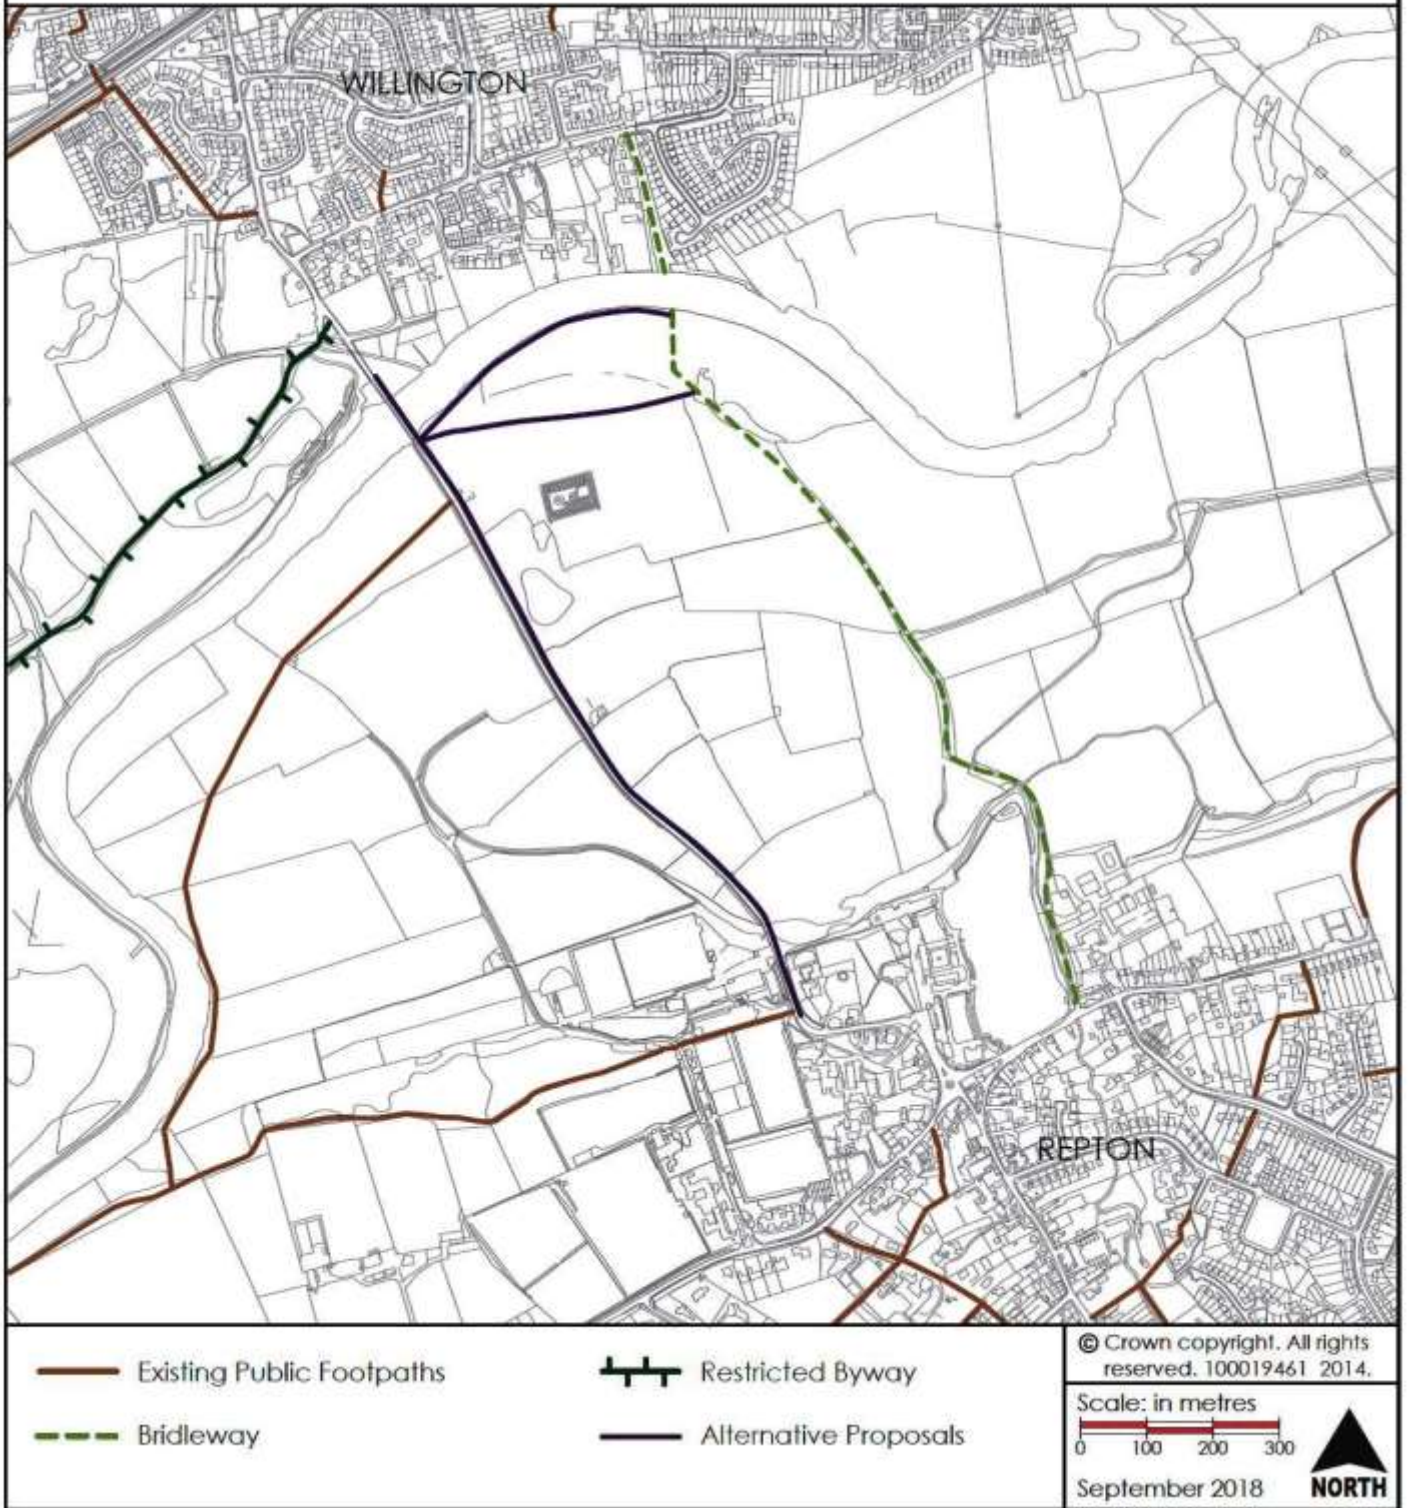 WILLINGTON
REPTON
Existing Public Footpaths
Restricted Byway
Bridleway
Alternative Proposals
© Crown copyright. All rights
reserved. 100019461 2014.
Scale: in metres
0 100 200 300
September 2018
NORTH